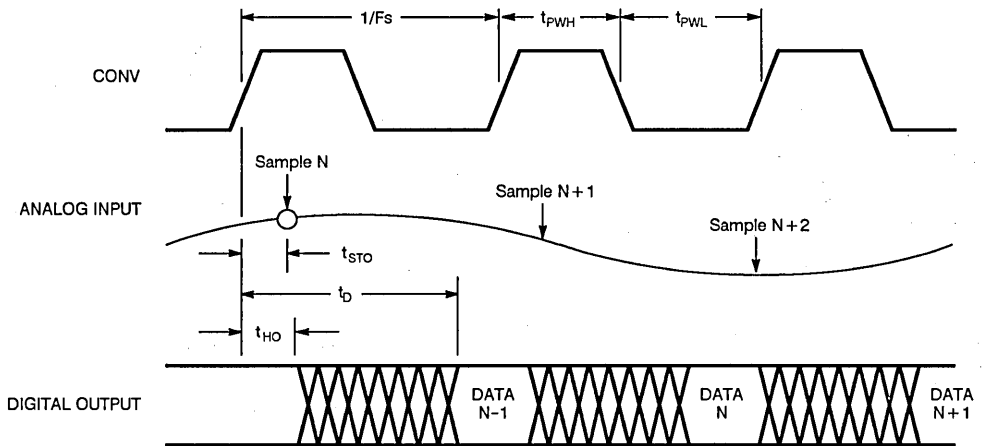 1/Fs
tPWH
tPWL
CONV
Sample N
Sample N + 1
Sample N + 2
ANALOG INPUT
tSTO
tD
tHO
DIGITAL OUTPUT
DATA
N-1
DATA
N
DATA
N+1